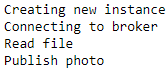 Creating new instance
Connecting to broker
Read file
Publish photo